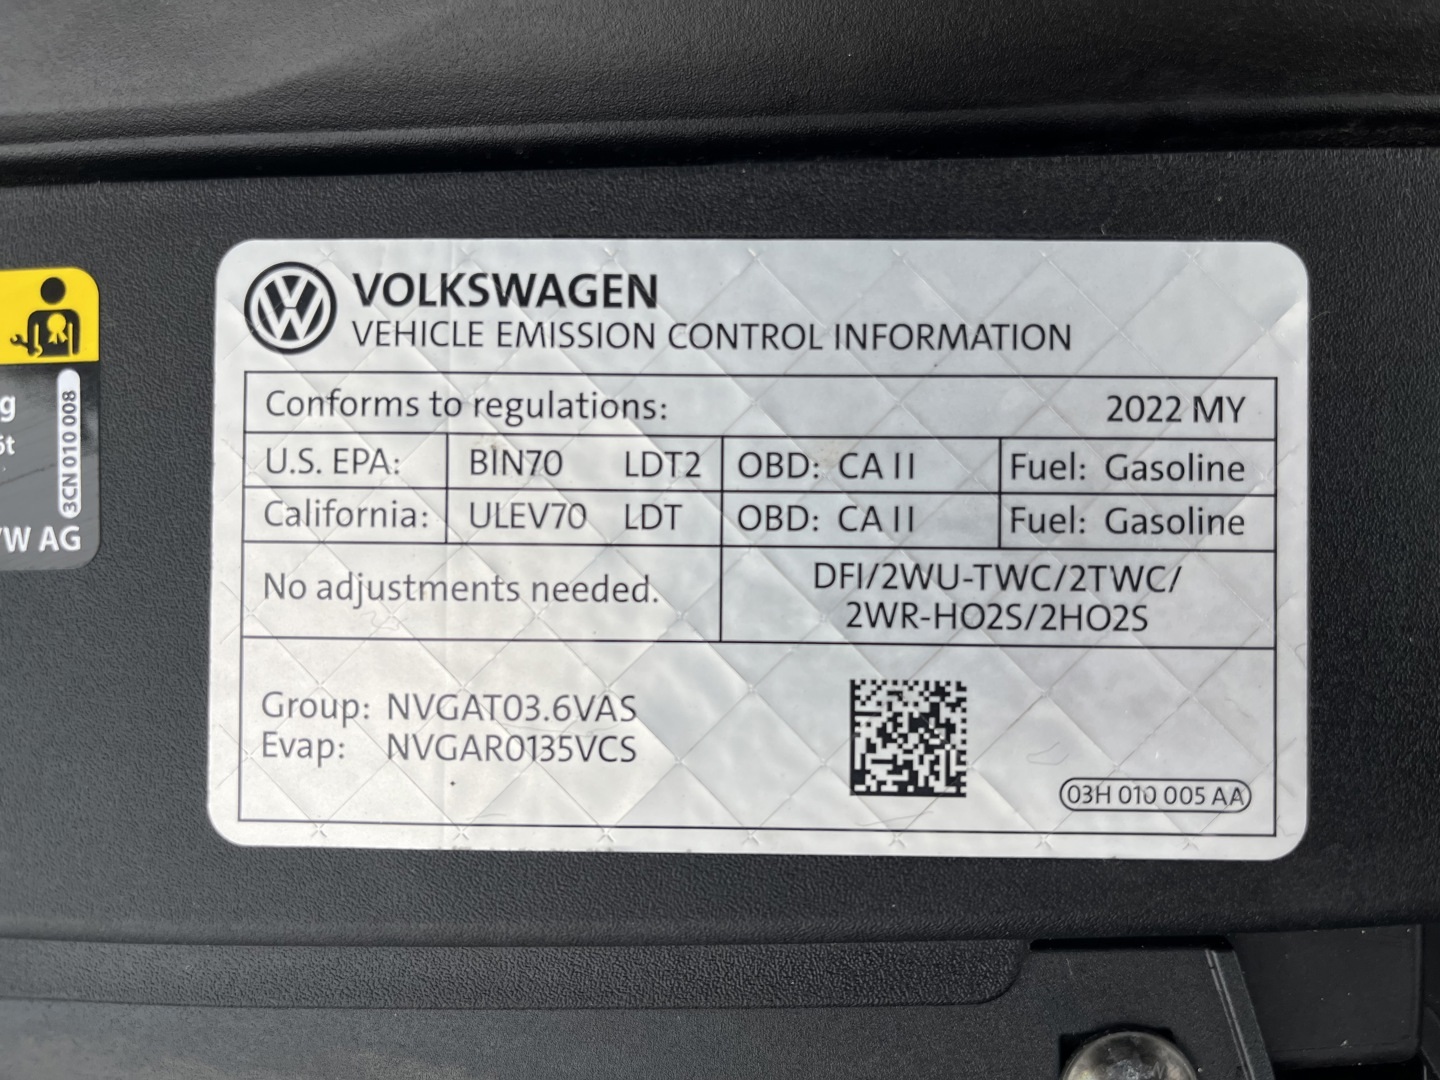 VOLKSWAGEN
VEHICLE EMISSION CONTROL INFORMATION
Conforms to regulations: 2022 MY
U.S. EPA: BIN70 LDT2 OBD: CA II Fuel: Gasoline
California: ULEV70 LDT OBD: CA II Fuel: Gasoline
No adjustments needed.
DFI/2WU-TWC/2TWC/
2WR-HO2S/2HO2S
Group: NVGAT03.6VAS
Evap: NVGAR0135VCS
03H 010 005 AA
3CN 010 008
AG